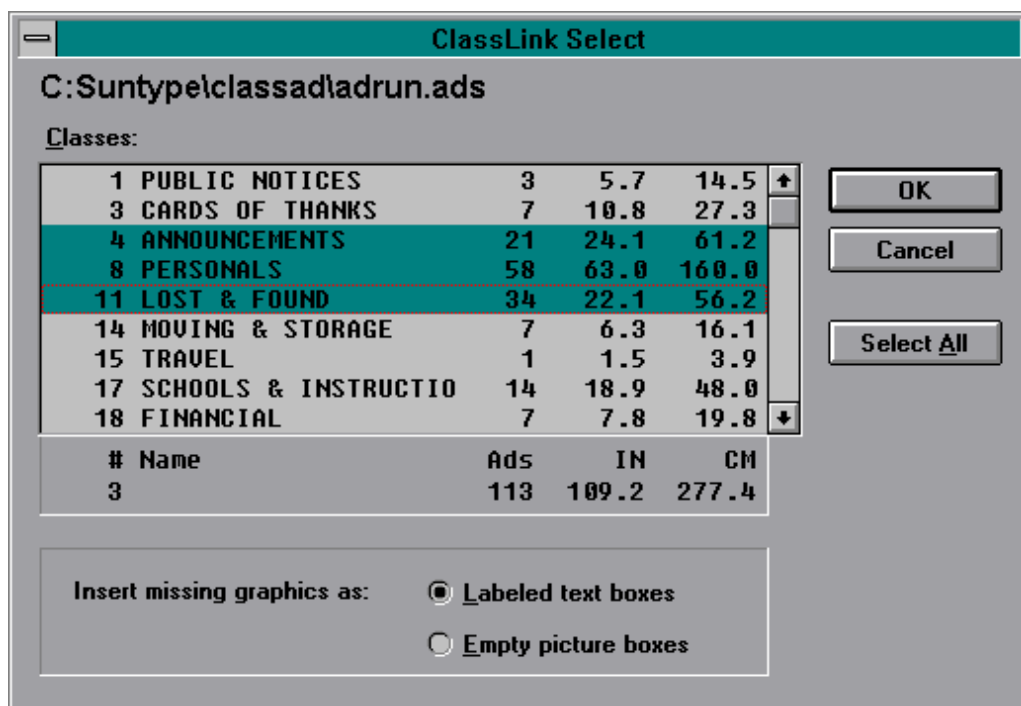 ClassLink Select
C:Suntype\classad\adrun.ads
Classes:
1 PUBLIC NOTICES 3 5.7 14.5
3 CARDS OF THANKS 7 10.8 27.3
4 ANNOUNCEMENTS 21 24.1 61.2
8 PERSONALS 58 63.0 160.0
11 LOST & FOUND 34 22.1 56.2
14 MOVING & STORAGE 7 6.3 16.1
15 TRAVEL 1 1.5 3.9
17 SCHOOLS & INSTRUCTIO 14 18.9 48.0
18 FINANCIAL 7 7.8 19.8
# Name Ads IN CM
3 113 109.2 277.4
OK
Cancel
Select All
Insert missing graphics as:
Labeled text boxes
Empty picture boxes